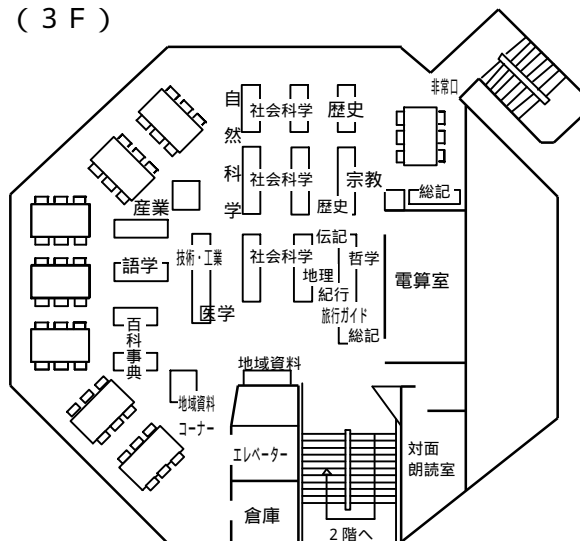 (3F)
非常口
自然科学
社会科学
歴史
社会科学
宗教
歴史
総記
産業
伝記
技術・工業
社会科学
哲学
語学
地理
紀行
電算室
医学
旅行ガイド
総記
百科事典
地域資料
地域資料
コーナー
エレベーター
対面
朗読室
倉庫
2階へ